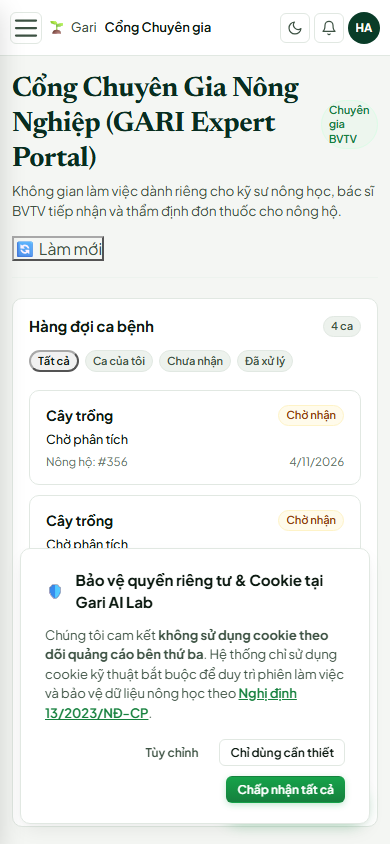 Gari Cổng Chuyên gia
HA
Cổng Chuyên Gia Nông
Nghiệp (GARI Expert
Portal)
Chuyên
gia
BVTV
Không gian làm việc dành riêng cho kỹ sư nông học, bác sĩ
BVTV tiếp nhận và thẩm định đơn thuốc cho nông hộ.
Làm mới
Hàng đợi ca bệnh
4 ca
Tất cả
Ca của tôi
Chưa nhận
Đã xử lý
Cây trồng
Chờ nhận
Chờ phân tích
Nông hộ: #356
4/11/2026
Cây trồng
Chờ nhận
Chờ phân tích
Bảo vệ quyền riêng tư & Cookie tại
Gari AI Lab
Chúng tôi cam kết không sử dụng cookie theo
dõi quảng cáo bên thứ ba. Hệ thống chỉ sử dụng
cookie kỹ thuật bắt buộc để duy trì phiên làm việc
và bảo vệ dữ liệu nông học theo Nghị định
13/2023/NĐ-CP.
Tùy chỉnh
Chỉ dùng cần thiết
Chấp nhận tất cả